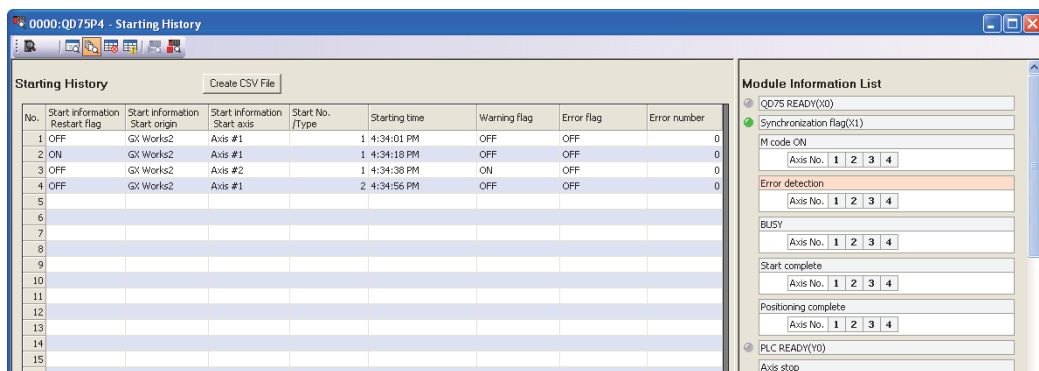 0000:QD75P4 - Starting History
Starting History
Create CSV File
No. Start information Restart flag Start information Start origin Start information Start axis Start No. /Type Starting time Warning flag Error flag Error number
1 OFF GX Works2 Axis #1 1 4:34:01 PM OFF OFF 0
2 ON GX Works2 Axis #1 1 4:34:18 PM OFF OFF 0
3 OFF GX Works2 Axis #2 1 4:34:38 PM ON OFF 0
4 OFF GX Works2 Axis #1 2 4:34:56 PM OFF OFF 0
5
6
7
8
9
10
11
12
13
14
15
Module Information List
QD75 READY(X0)
Synchronization flag(X1)
M code ON
Axis No. 1 2 3 4
Error detection
Axis No. 1 2 3 4
BUSY
Axis No. 1 2 3 4
Start complete
Axis No. 1 2 3 4
Positioning complete
Axis No. 1 2 3 4
PLC READY(Y0)
Axis stop